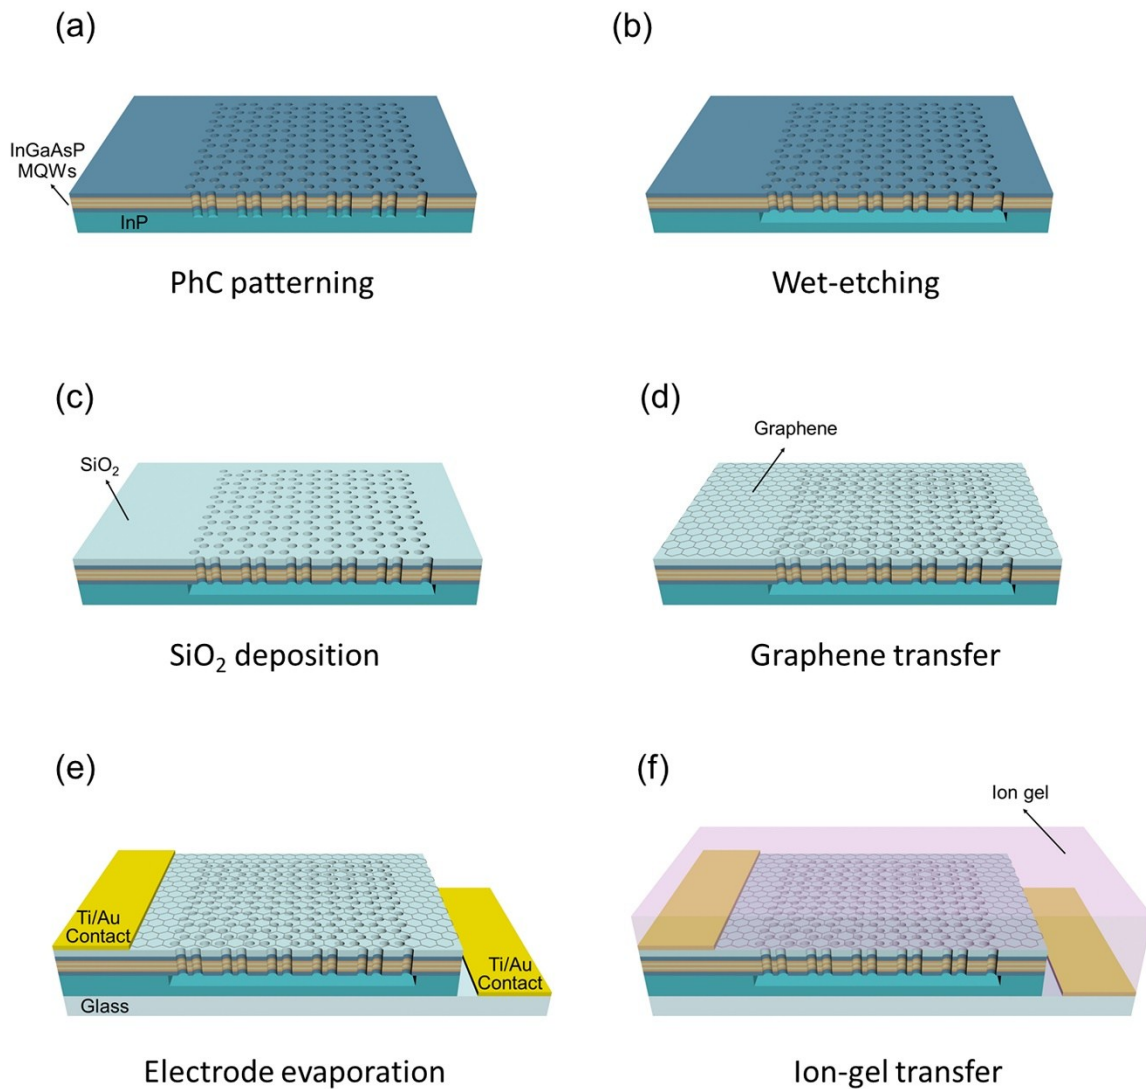 (a)
(b)
InGaAsP
MQWs
InP
PhC patterning
Wet-etching
(c)
(d)
SiO₂
Graphene
SiO₂ deposition
Graphene transfer
(e)
(f)
Ion gel
Ti/Au
Contact
Ti/Au
Contact
Glass
Electrode evaporation
Ion-gel transfer